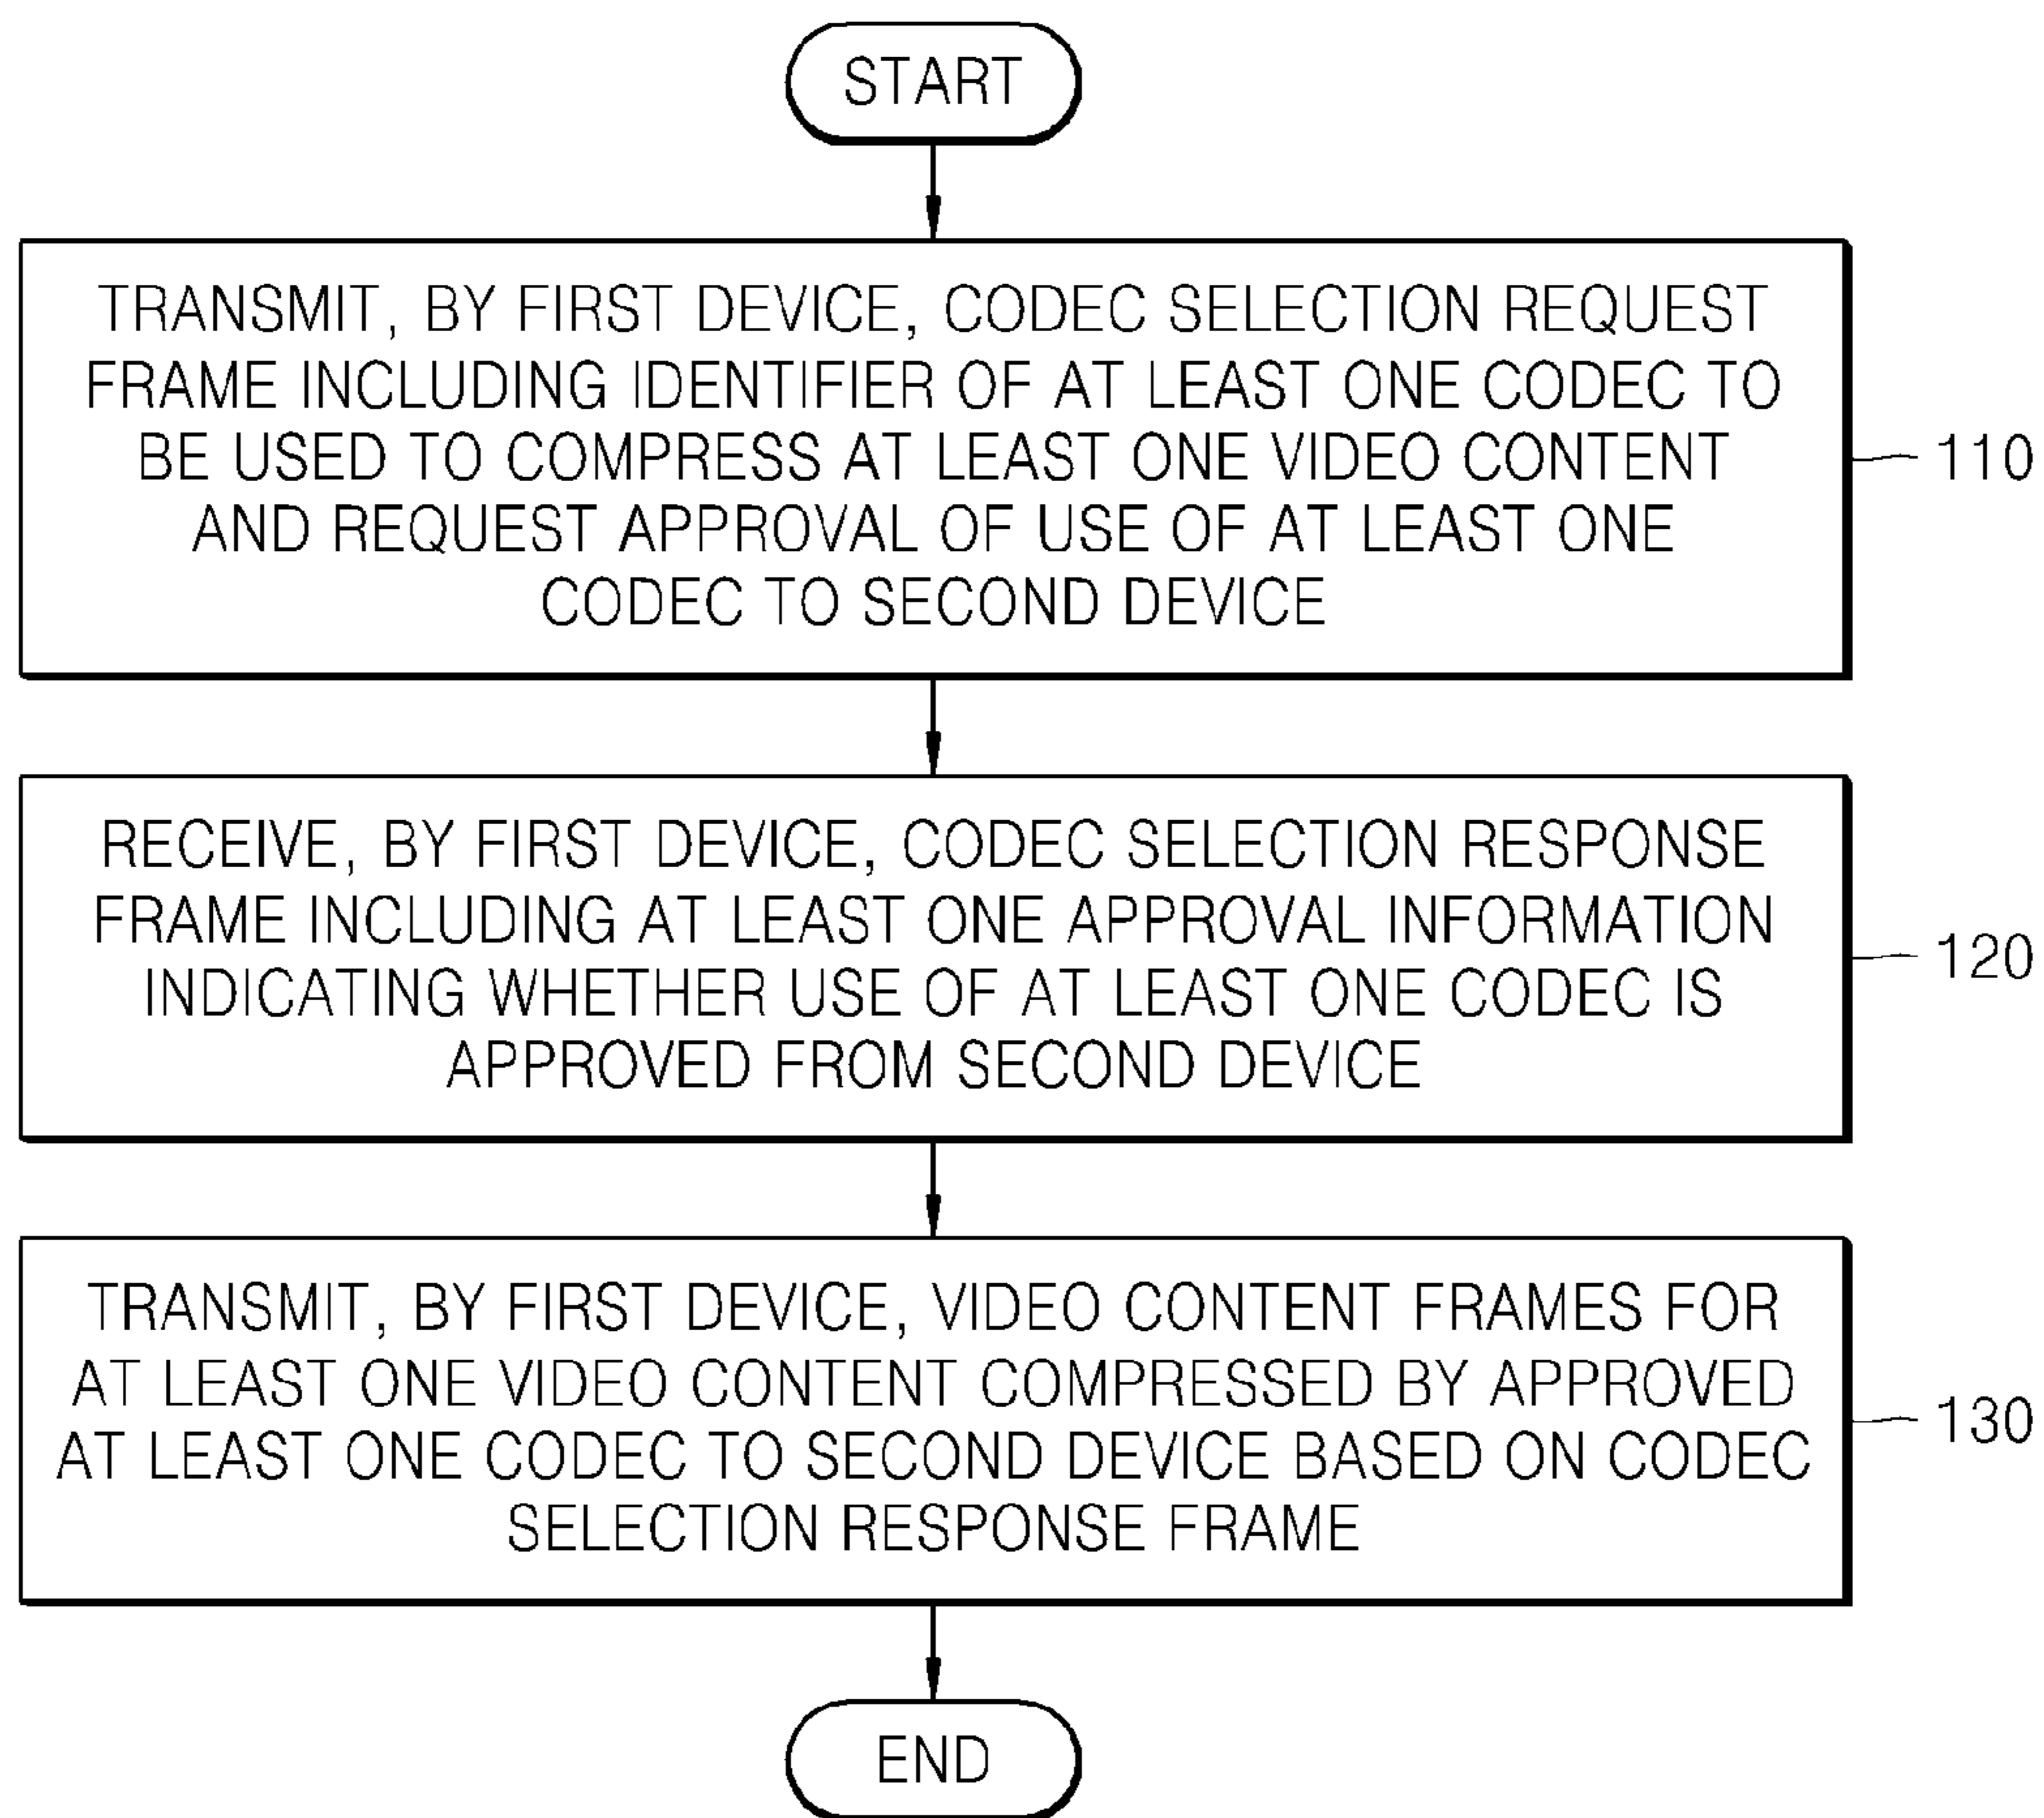 START
TRANSMIT, BY FIRST DEVICE, CODEC SELECTION REQUEST
FRAME INCLUDING IDENTIFIER OF AT LEAST ONE CODEC TO
BE USED TO COMPRESS AT LEAST ONE VIDEO CONTENT
AND REQUEST APPROVAL OF USE OF AT LEAST ONE
CODEC TO SECOND DEVICE
110
RECEIVE, BY FIRST DEVICE, CODEC SELECTION RESPONSE
FRAME INCLUDING AT LEAST ONE APPROVAL INFORMATION
INDICATING WHETHER USE OF AT LEAST ONE CODEC IS
APPROVED FROM SECOND DEVICE
120
TRANSMIT, BY FIRST DEVICE, VIDEO CONTENT FRAMES FOR
AT LEAST ONE VIDEO CONTENT COMPRESSED BY APPROVED
AT LEAST ONE CODEC TO SECOND DEVICE BASED ON CODEC
SELECTION RESPONSE FRAME
130
END